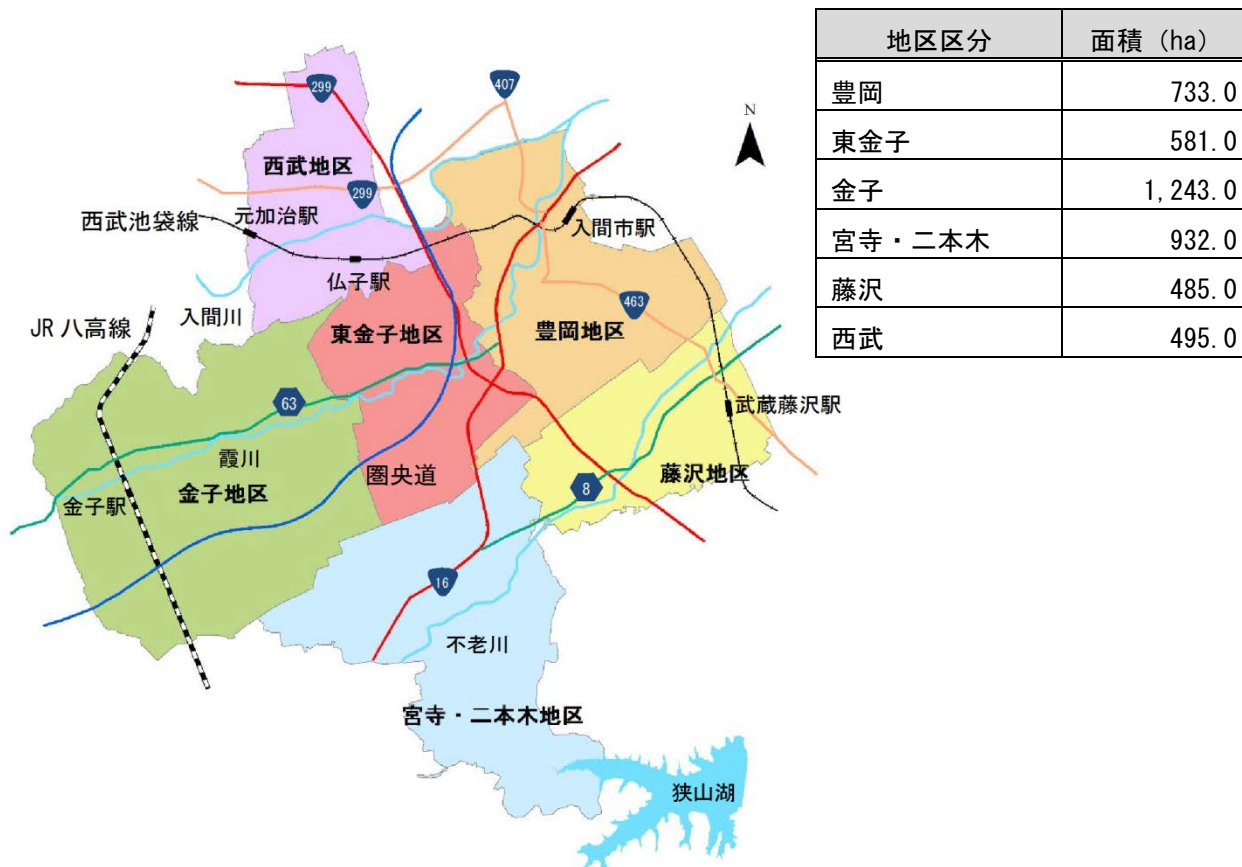 299
407
N
西武地区
299
西武池袋線
元加治駅
入間市駅
仏子駅
463
入間川
JR 八高線
東金子地区
豊岡地区
63
武蔵藤沢駅
霞川
圏央道
藤沢地区
金子駅
金子地区
8
16
不老川
宮寺・二本木地区
狭山湖
地区区分 面積（ha）
豊岡 733.0
東金子 581.0
金子 1,243.0
宮寺・二本木 932.0
藤沢 485.0
西武 495.0